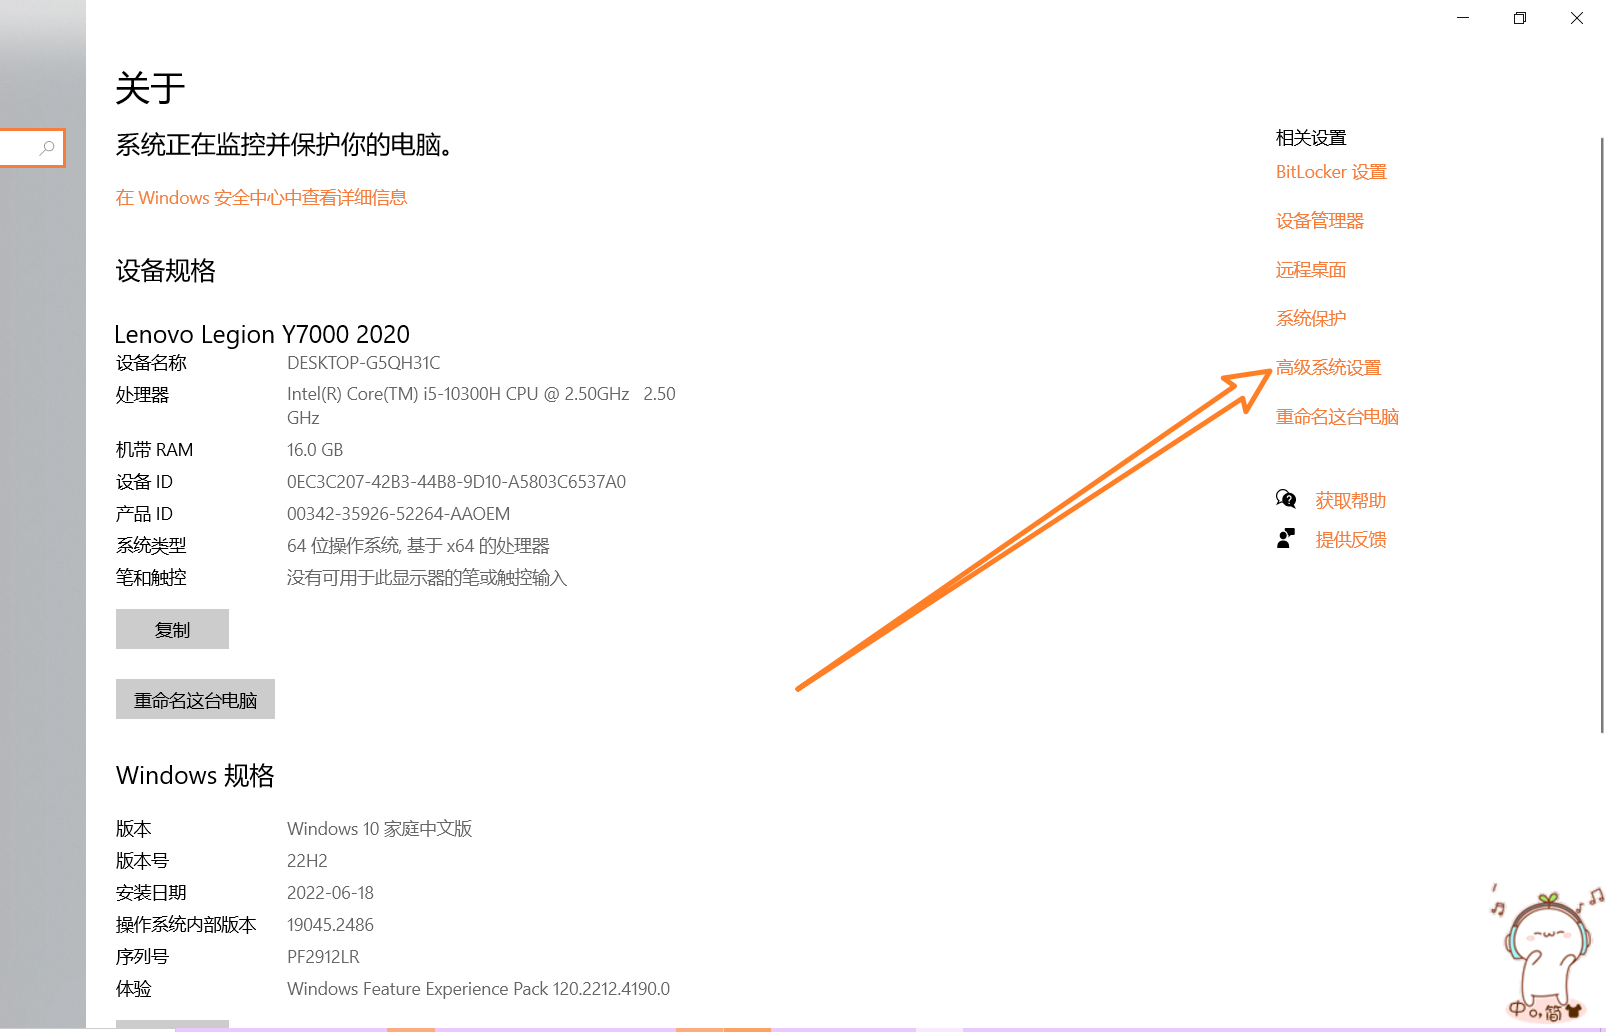 关于
系统正在监控并保护你的电脑。
在 Windows 安全中心中查看详细信息
设备规格
Lenovo Legion Y7000 2020
设备名称 DESKTOP-G5QH31C
处理器 Intel(R) Core(TM) i5-10300H CPU @ 2.50GHz 2.50
GHz
机带 RAM 16.0 GB
设备 ID 0EC3C207-42B3-44B8-9D10-A5803C6537A0
产品 ID 00342-35926-52264-AAOEM
系统类型 64 位操作系统, 基于 x64 的处理器
笔和触控 没有可用于此显示器的笔或触控输入
复制
重命名这台电脑
Windows 规格
版本 Windows 10 家庭中文版
版本号 22H2
安装日期 2022-06-18
操作系统内部版本 19045.2486
序列号 PF2912LR
体验 Windows Feature Experience Pack 120.2212.4190.0
相关设置
BitLocker 设置
设备管理器
远程桌面
系统保护
高级系统设置
重命名这台电脑
获取帮助
提供反馈
中 简